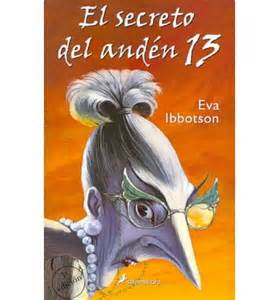 El secreto
del andén 13
Eva
Ibbotson